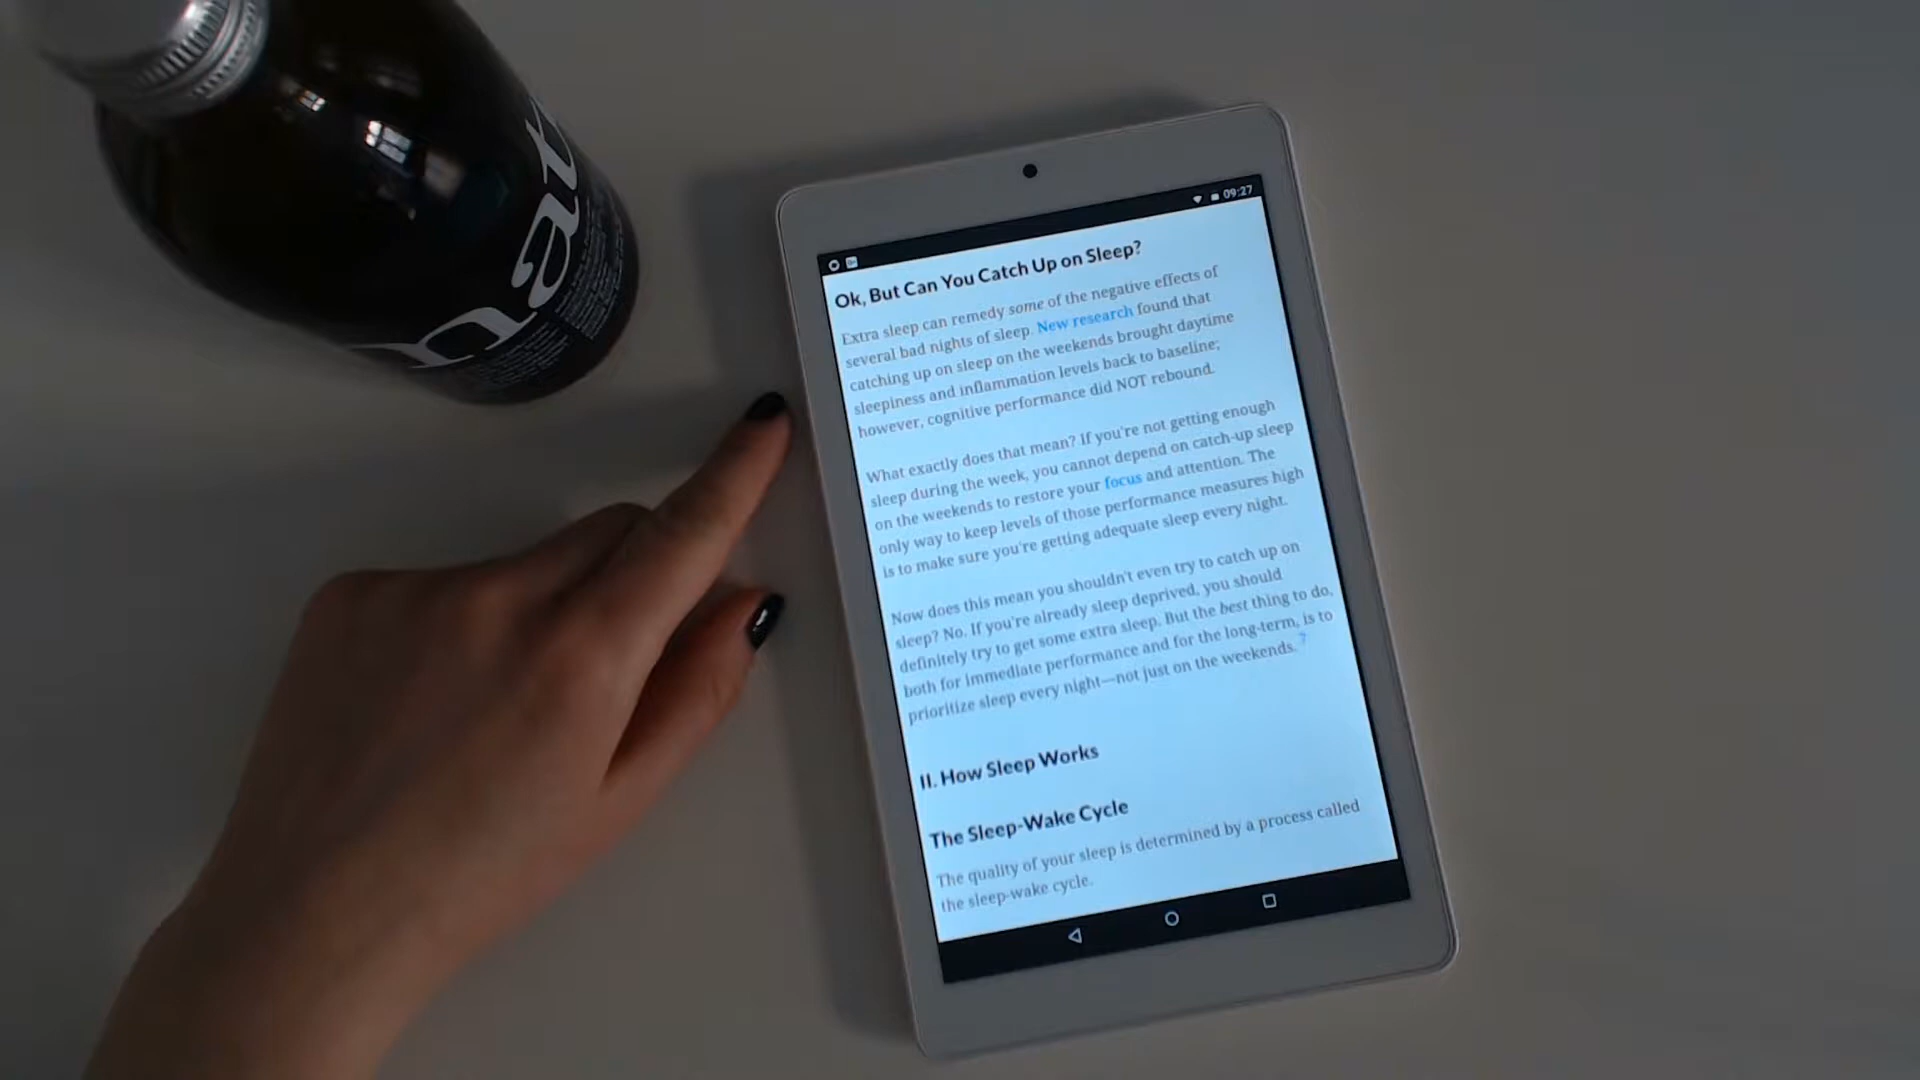 09:27
Ok, But Can You Catch Up on Sleep?
Extra sleep can remedy some of the negative effects of
several bad nights of sleep. New research found that
catching up on sleep on the weekends brought daytime
sleepiness and inflammation levels back to baseline;
however, cognitive performance did NOT rebound.
What exactly does that mean? If you're not getting enough
sleep during the week, you cannot depend on catch-up sleep
on the weekends to restore your focus and attention. The
only way to keep levels of those performance measures high
is to make sure you're getting adequate sleep every night.
Now does this mean you shouldn't even try to catch up on
sleep? No. If you're already sleep deprived, you should
definitely try to get some extra sleep. But the best thing to do,
both for immediate performance and for the long-term, is to
prioritize sleep every night—not just on the weekends. 7
II. How Sleep Works
The Sleep-Wake Cycle
The quality of your sleep is determined by a process called
the sleep-wake cycle.